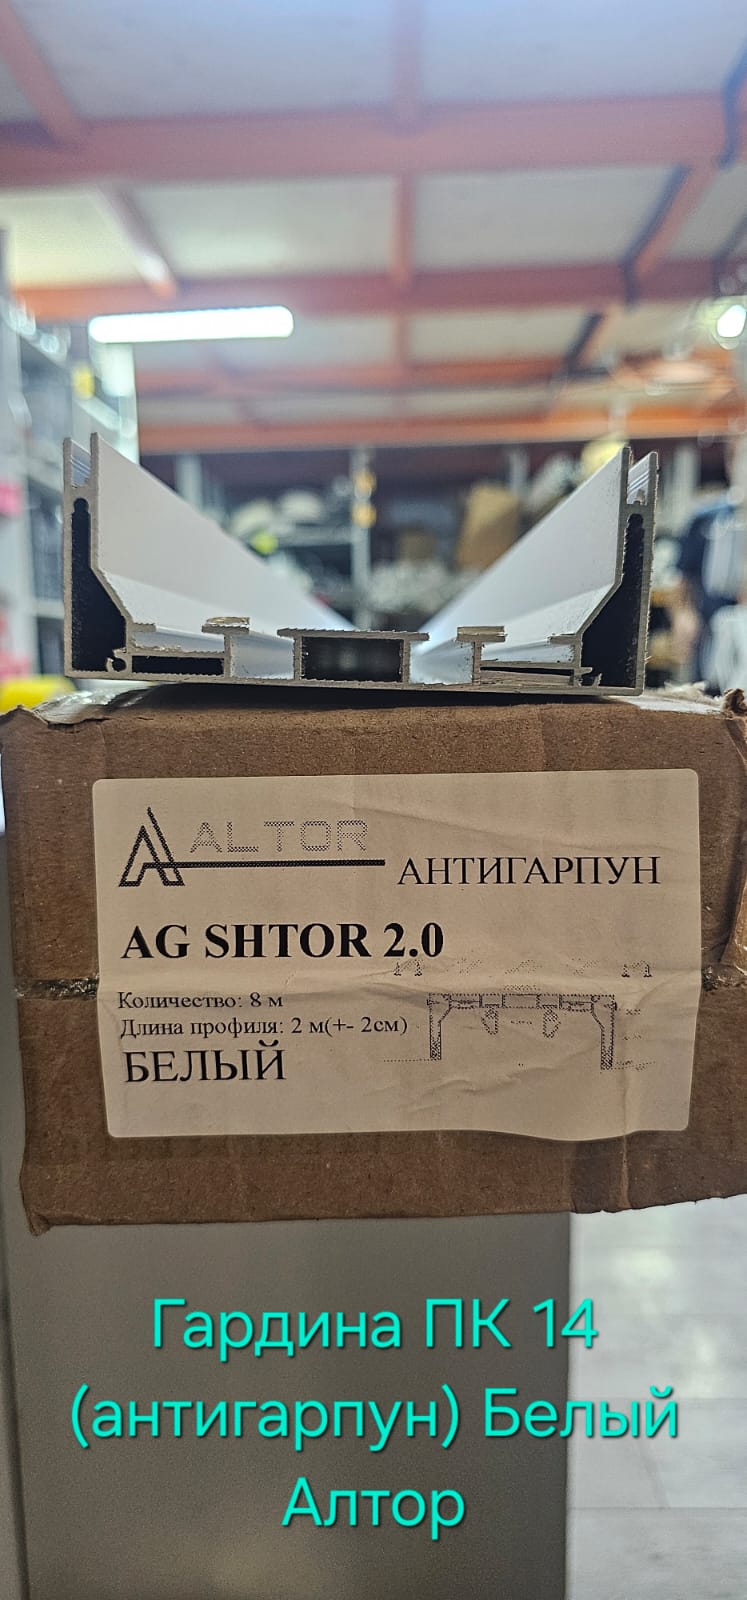 ALTOR
АНТИГАРПУН
AG SHTOR 2.0
Количество: 8 м
Длина профиля: 2 м(+- 2см)
БЕЛЫЙ
Гардина ПК 14
(антигарпун) Белый
Алтор